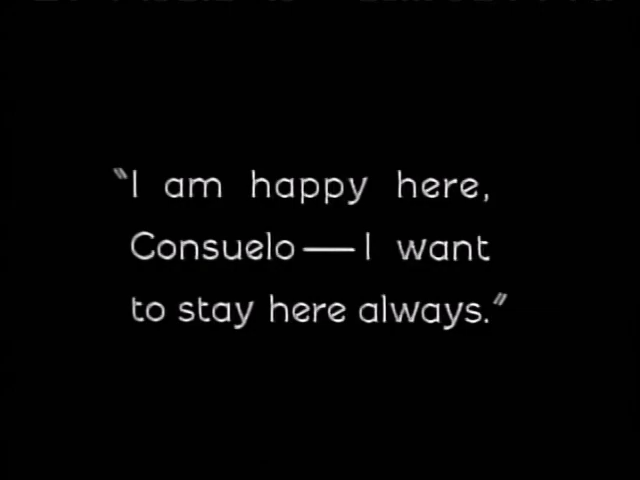 "I am happy here,
Consuelo—I want
to stay here always."